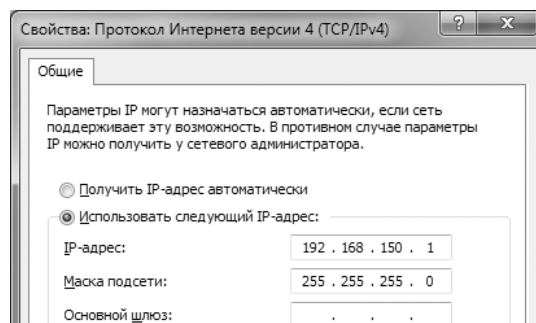 Свойства: Протокол Интернета версии 4 (TCP/IPv4)
? X
Общие
Параметры IP могут назначаться автоматически, если сеть
поддерживает эту возможность. В противном случае параметры
IP можно получить у сетевого администратора.
Получить IP-адрес автоматически
Использовать следующий IP-адрес:
IP-адрес: 192 . 168 . 150 . 1
Маска подсети: 255 . 255 . 255 . 0
Основной шлюз: . . .